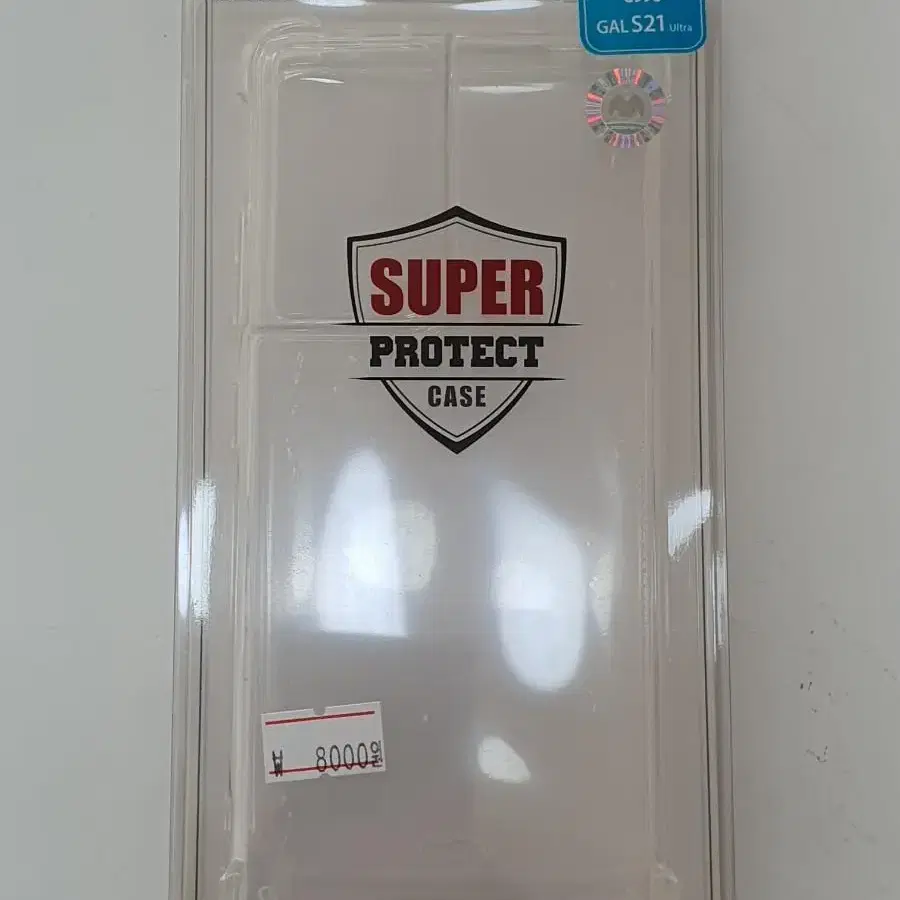 GAL S21 Ultra
SUPER
PROTECT
CASE
₩ 8000원